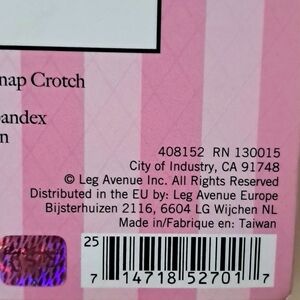 nap Crotch
andex
n
408152 RN 130015
City of Industry, CA 91748
© Leg Avenue Inc. All Rights Reserved
Distributed in the EU by: Leg Avenue Europe
Bijsterhuizen 2116, 6604 LG Wijchen NL
Made in/Fabrique en: Taiwan
25
7 14718 52701 7